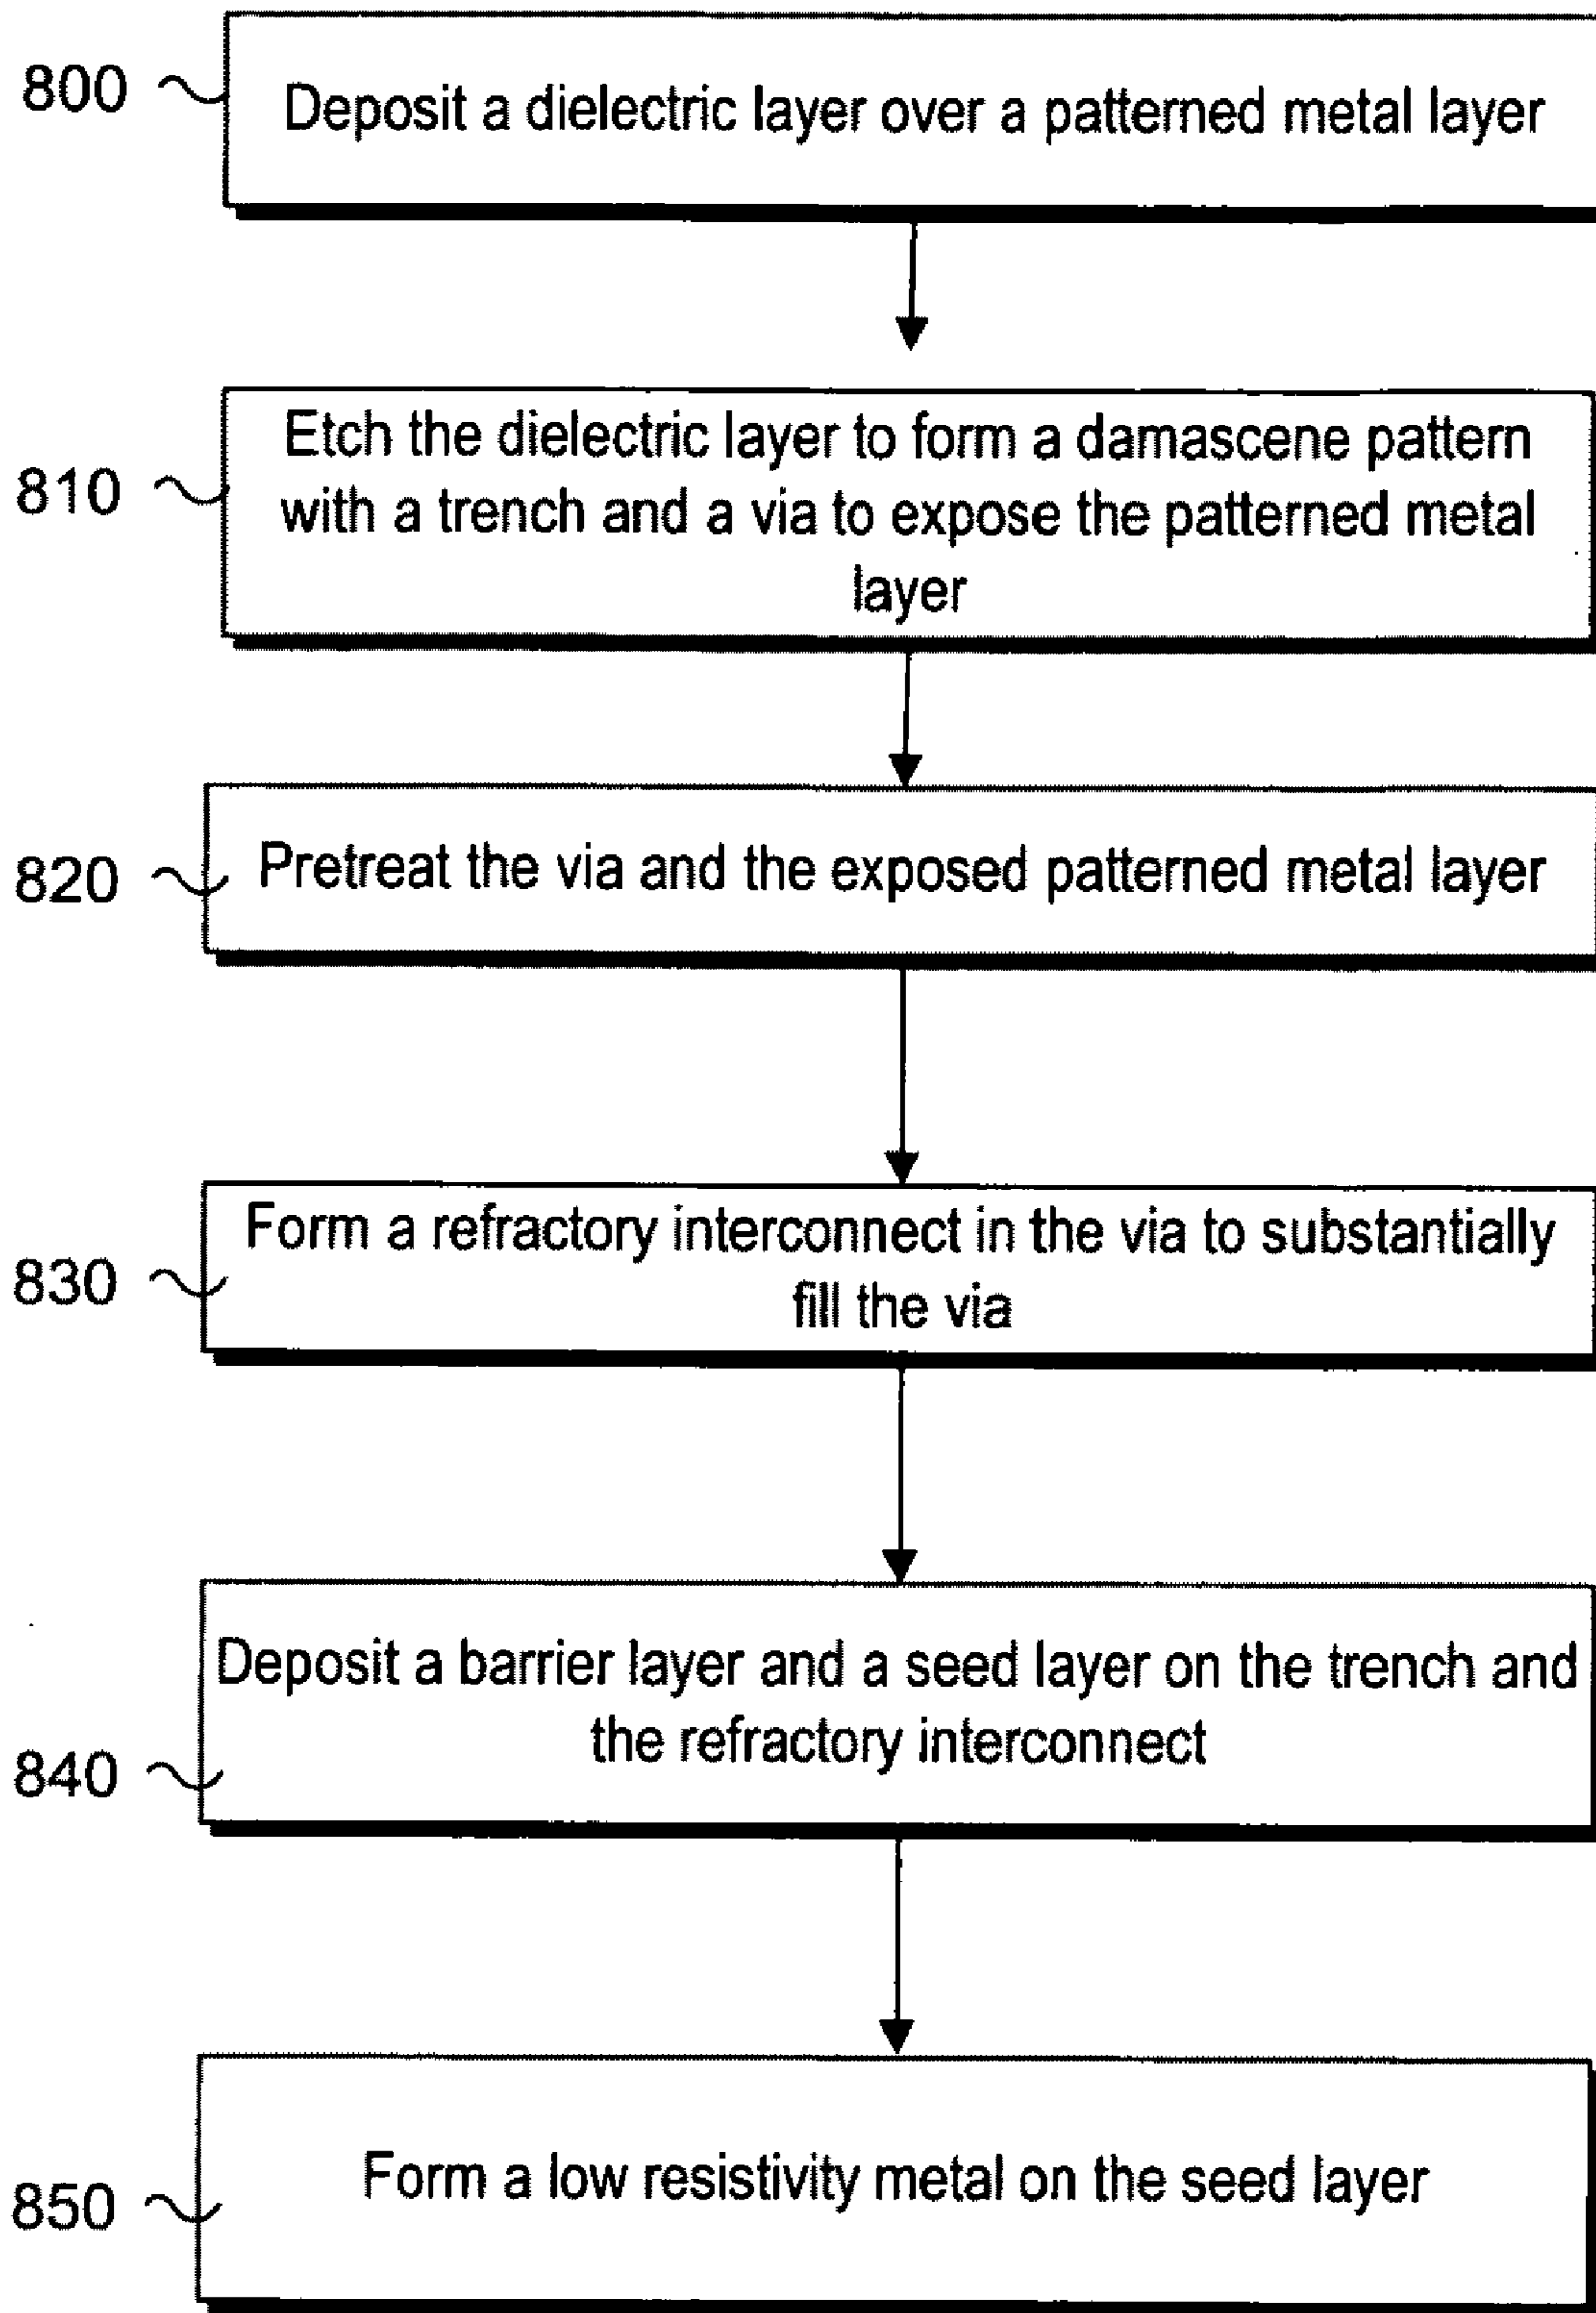 800
Deposit a dielectric layer over a patterned metal layer
Etch the dielectric layer to form a damascene pattern
810
with a trench and a via to expose the patterned metal
layer
820
Pretreat the via and the exposed patterned metal layer
Form a refractory interconnect in the via to substantially
830
fill the via
Deposit a barrier layer and a seed layer on the trench and
the refractory interconnect
840
Form a low resistivity metal on the seed layer
850